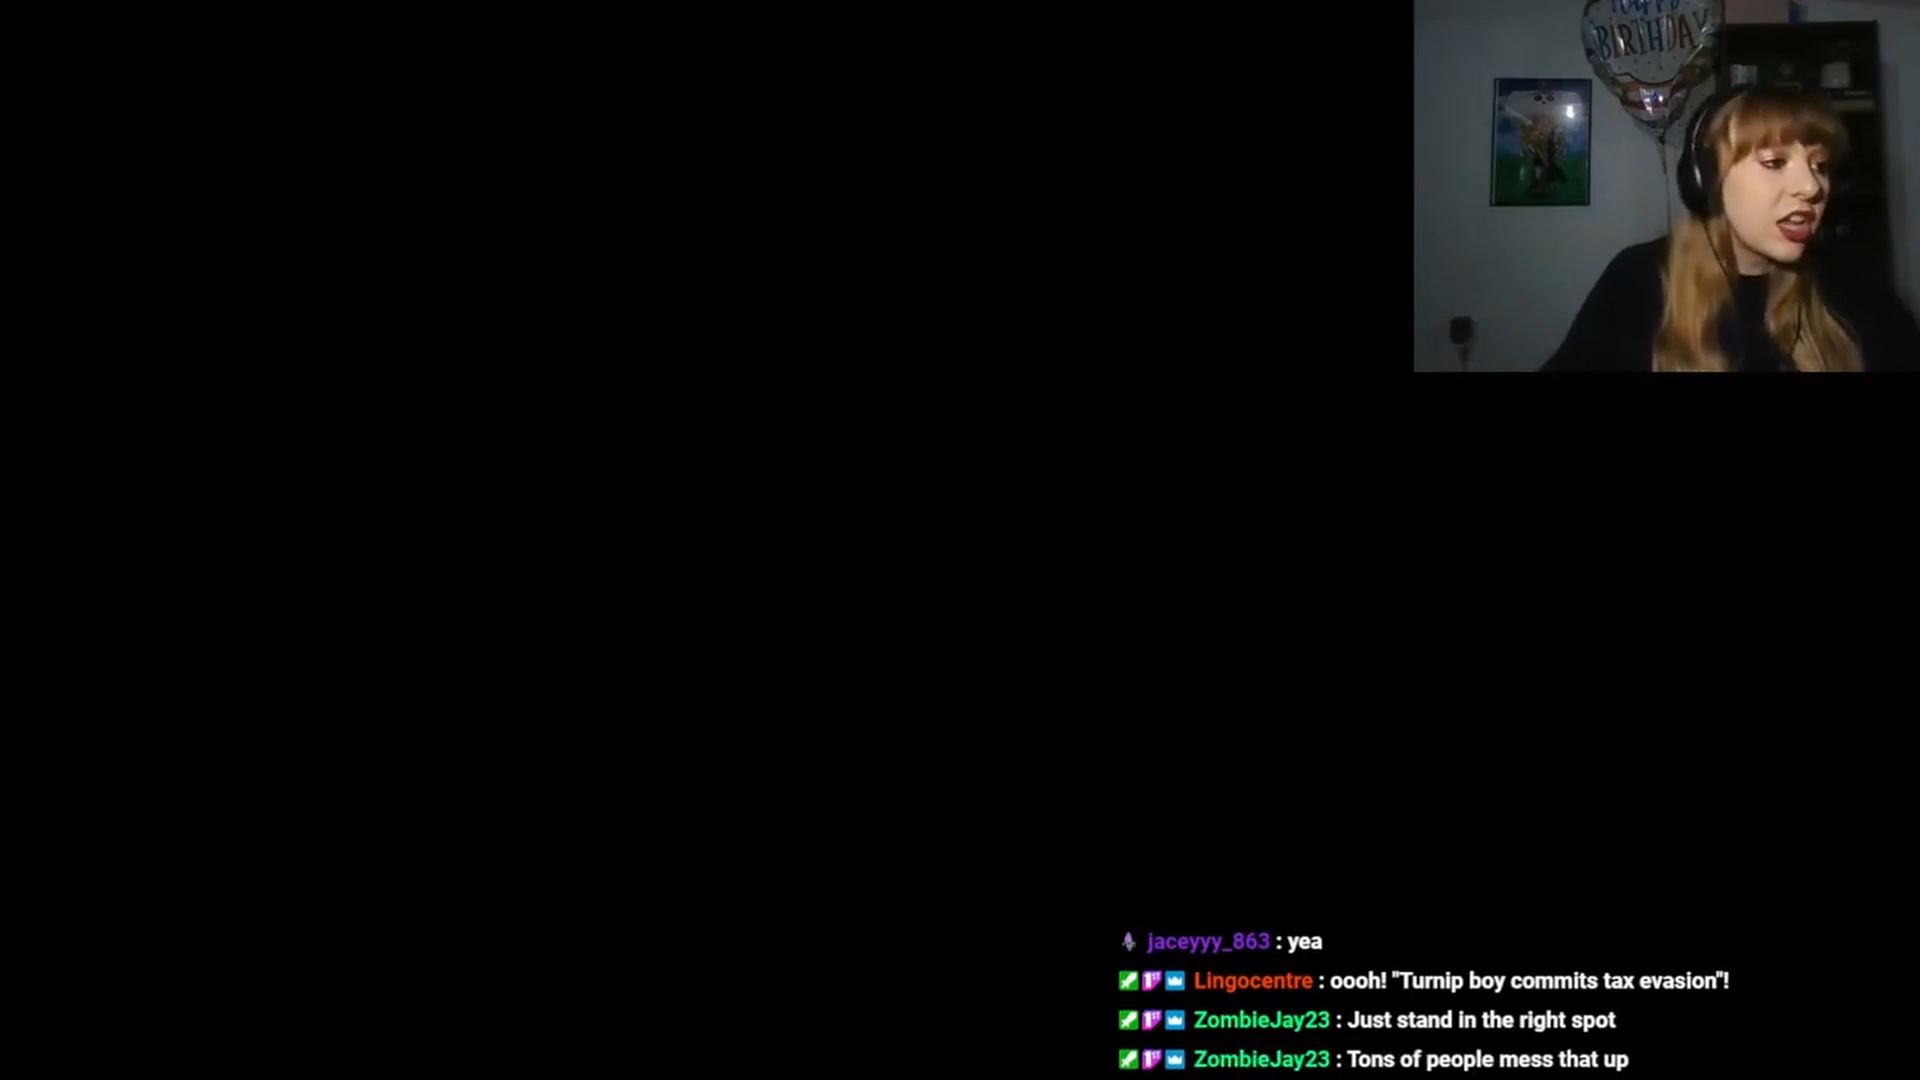 HAPPY
BIRTHDAY
jaceyyy_863 : yea
Lingocentre : oooh! "Turnip boy commits tax evasion"!
ZombieJay23 : Just stand in the right spot
ZombieJay23 : Tons of people mess that up